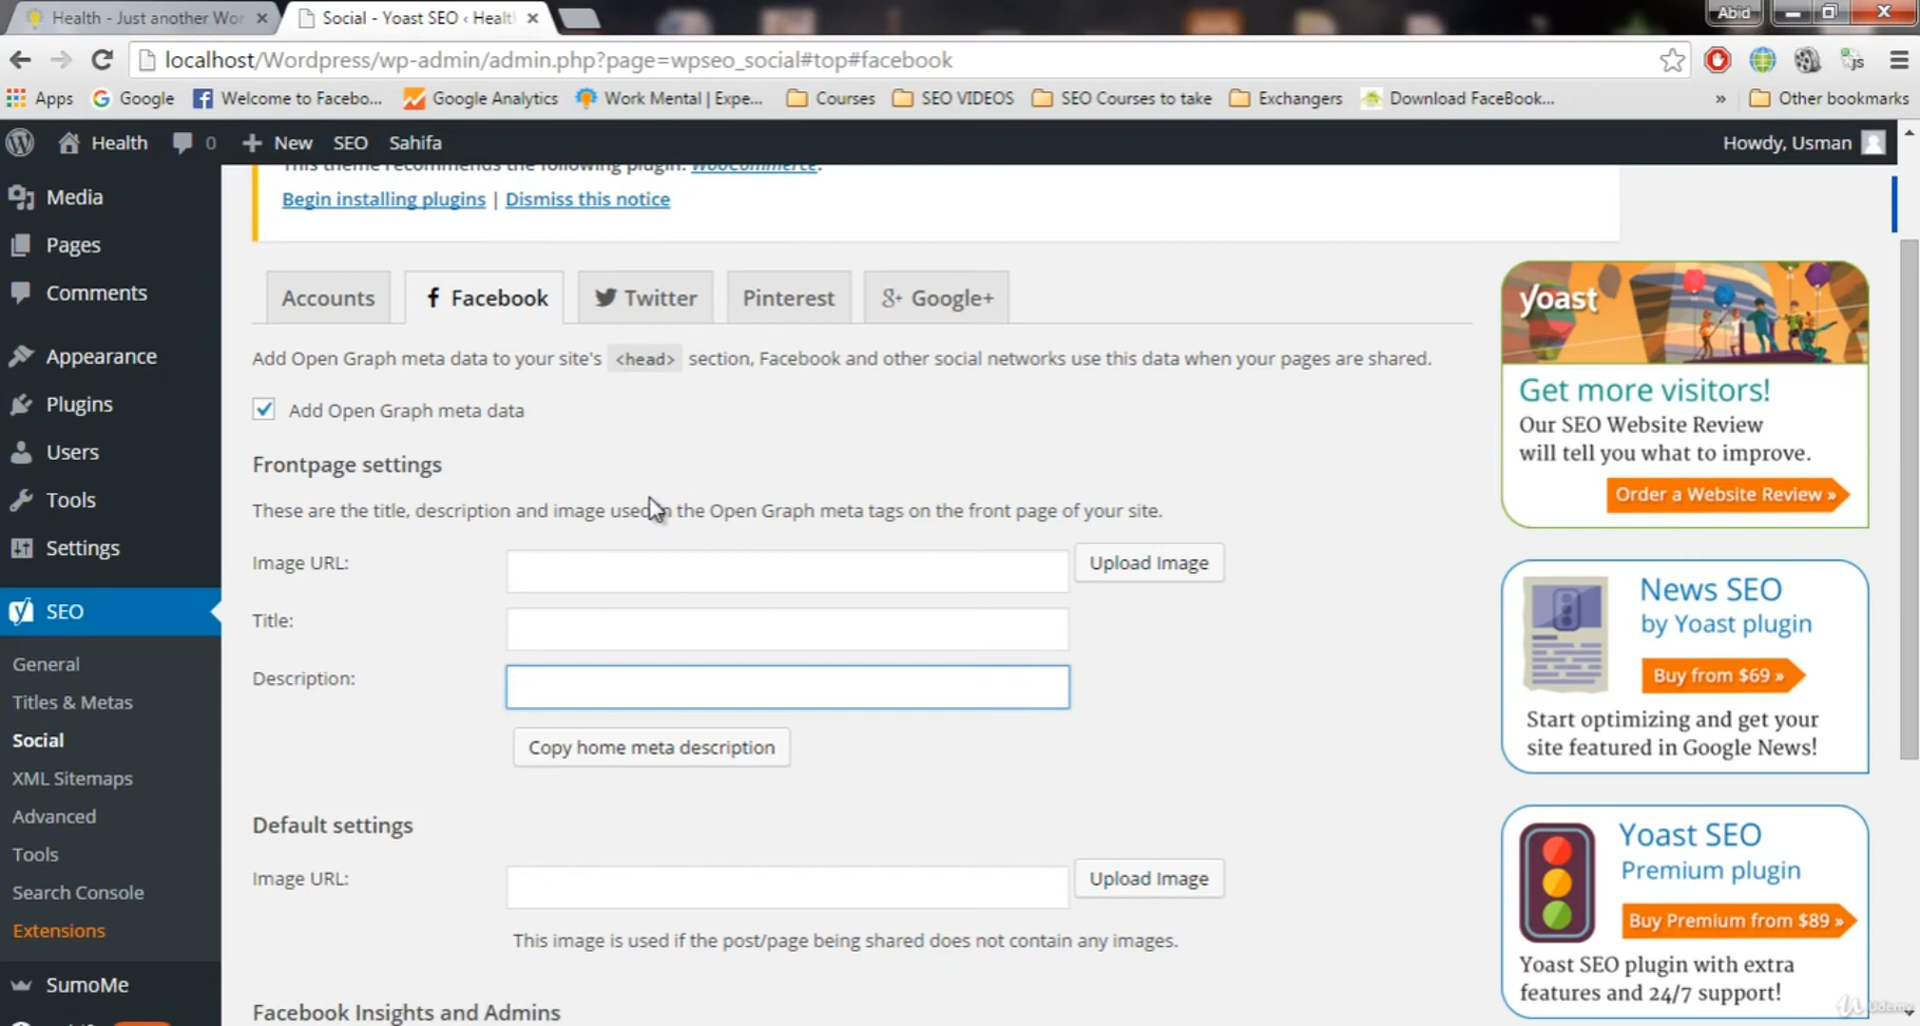 Health - Just another Wor
Social - Yoast SEO ‹ Healt
Abid
localhost/Wordpress/wp-admin/admin.php?page=wpseo_social#top#facebook
js
Apps
Google
Welcome to Facebo...
Google Analytics
Work Mental | Expe...
Courses
SEO VIDEOS
SEO Courses to take
Exchangers
Download FaceBook...
»
Other bookmarks
Health
0
New
SEO
Sahifa
Howdy, Usman
This theme recommends the following plugin: WooCommerce.
Begin installing plugins | Dismiss this notice
Media
Pages
Comments
Appearance
Plugins
Users
Tools
Settings
SEO
General
Titles & Metas
Social
XML Sitemaps
Advanced
Tools
Search Console
Extensions
SumoMe
Accounts
Facebook
Twitter
Pinterest
Google+
Add Open Graph meta data to your site's <head> section, Facebook and other social networks use this data when your pages are shared.
Add Open Graph meta data
Frontpage settings
These are the title, description and image used in the Open Graph meta tags on the front page of your site.
Image URL:
Upload Image
Title:
Description:
Copy home meta description
Default settings
Image URL:
Upload Image
This image is used if the post/page being shared does not contain any images.
Facebook Insights and Admins
yoast
Get more visitors!
Our SEO Website Review
will tell you what to improve.
Order a Website Review »
News SEO
by Yoast plugin
Buy from $69 »
Start optimizing and get your
site featured in Google News!
Yoast SEO
Premium plugin
Buy Premium from $89 »
Yoast SEO plugin with extra
features and 24/7 support!
Udemy